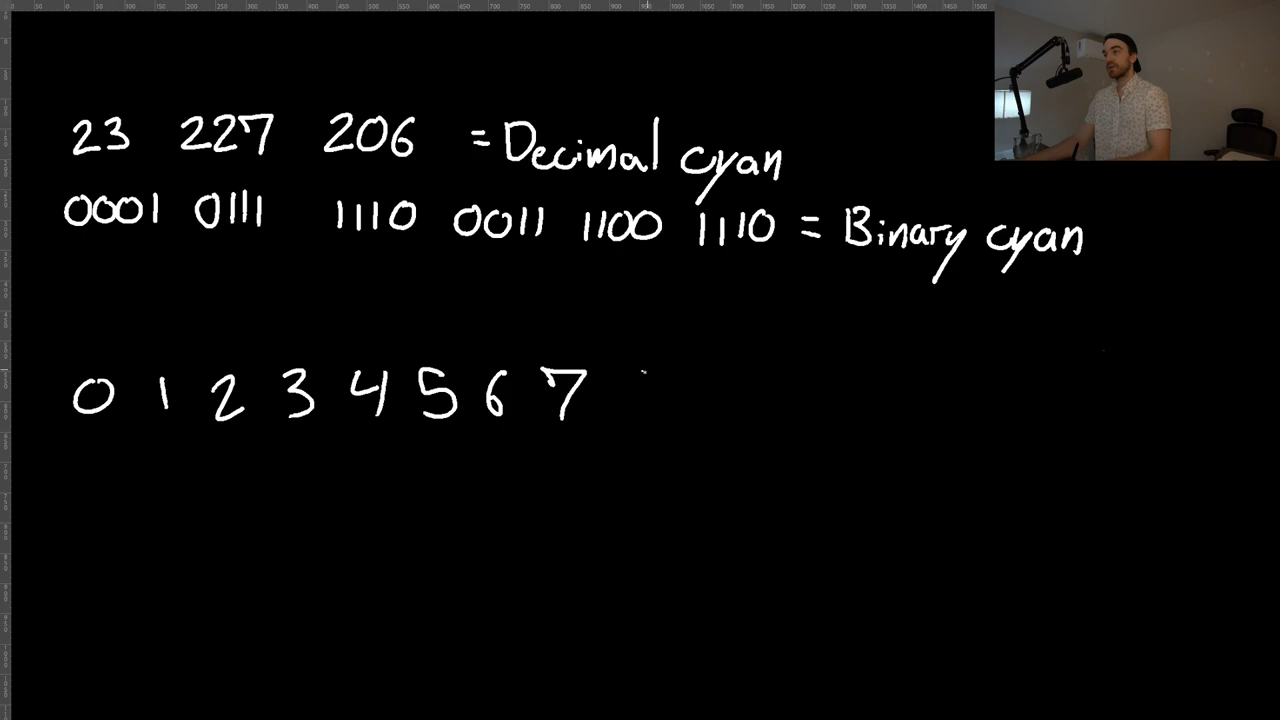 23 227 206 = Decimal cyan
0001 0111 1110 0011 1100 1110 = Binary cyan
0 1 2 3 4 5 6 7